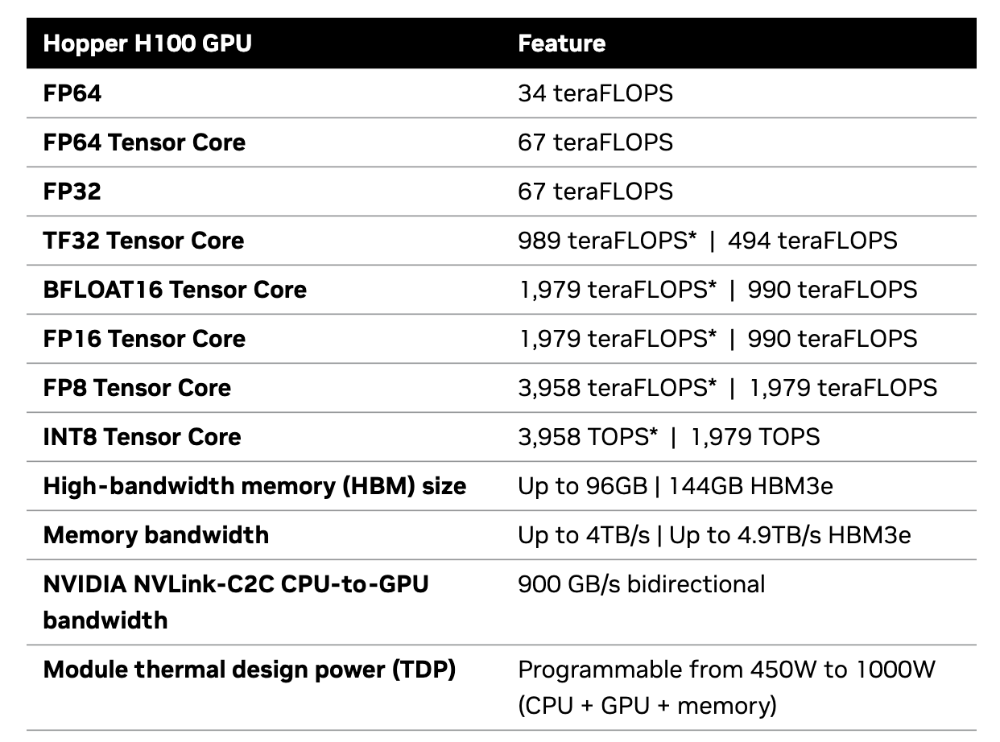 Hopper H100 GPU Feature
FP64 34 teraFLOPS
FP64 Tensor Core 67 teraFLOPS
FP32 67 teraFLOPS
TF32 Tensor Core 989 teraFLOPS* | 494 teraFLOPS
BFLOAT16 Tensor Core 1,979 teraFLOPS* | 990 teraFLOPS
FP16 Tensor Core 1,979 teraFLOPS* | 990 teraFLOPS
FP8 Tensor Core 3,958 teraFLOPS* | 1,979 teraFLOPS
INT8 Tensor Core 3,958 TOPS* | 1,979 TOPS
High-bandwidth memory (HBM) size Up to 96GB | 144GB HBM3e
Memory bandwidth Up to 4TB/s | Up to 4.9TB/s HBM3e
NVIDIA NVLink-C2C CPU-to-GPU 900 GB/s bidirectional
bandwidth
Module thermal design power (TDP) Programmable from 450W to 1000W
(CPU + GPU + memory)